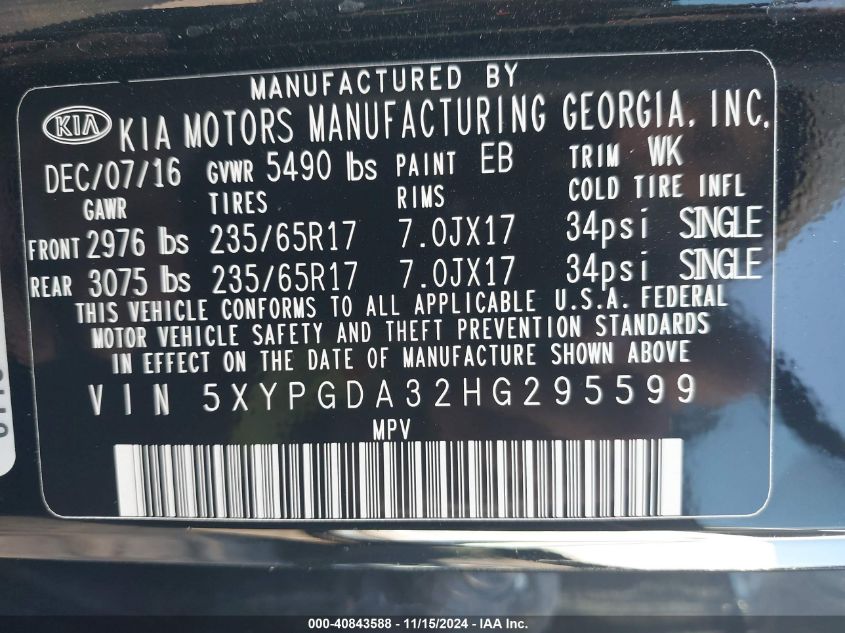 MANUFACTURED BY
KIA KIA MOTORS MANUFACTURING GEORGIA, INC.
DEC/07/16 GVWR 5490 lbs PAINT EB TRIM WK
GAWR TIRES RIMS COLD TIRE INFL
FRONT 2976 lbs 235/65R17 7.0JX17 34psi SINGLE
REAR 3075 lbs 235/65R17 7.0JX17 34psi SINGLE
THIS VEHICLE CONFORMS TO ALL APPLICABLE U.S.A. FEDERAL
MOTOR VEHICLE SAFETY AND THEFT PREVENTION STANDARDS
IN EFFECT ON THE DATE OF MANUFACTURE SHOWN ABOVE
VIN 5XYPGDA32HG295599
MPV
000-40843588 - 11/15/2024 - IAA Inc.